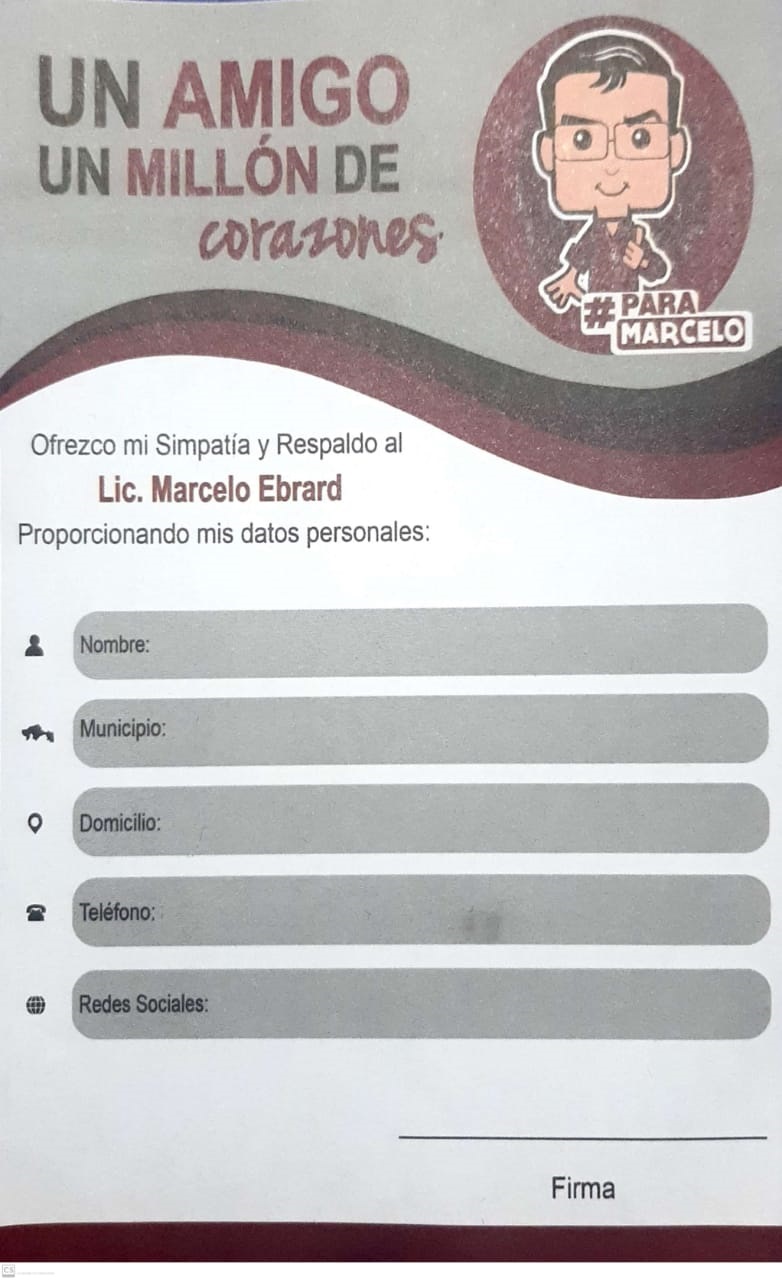 UN AMIGO
UN MILLÓN DE
corazones
#PARA
MARCELO
Ofrezco mi Simpatía y Respaldo al
Lic. Marcelo Ebrard
Proporcionando mis datos personales:
Nombre:
Municipio:
Domicilio:
Teléfono:
Redes Sociales:
Firma
CS